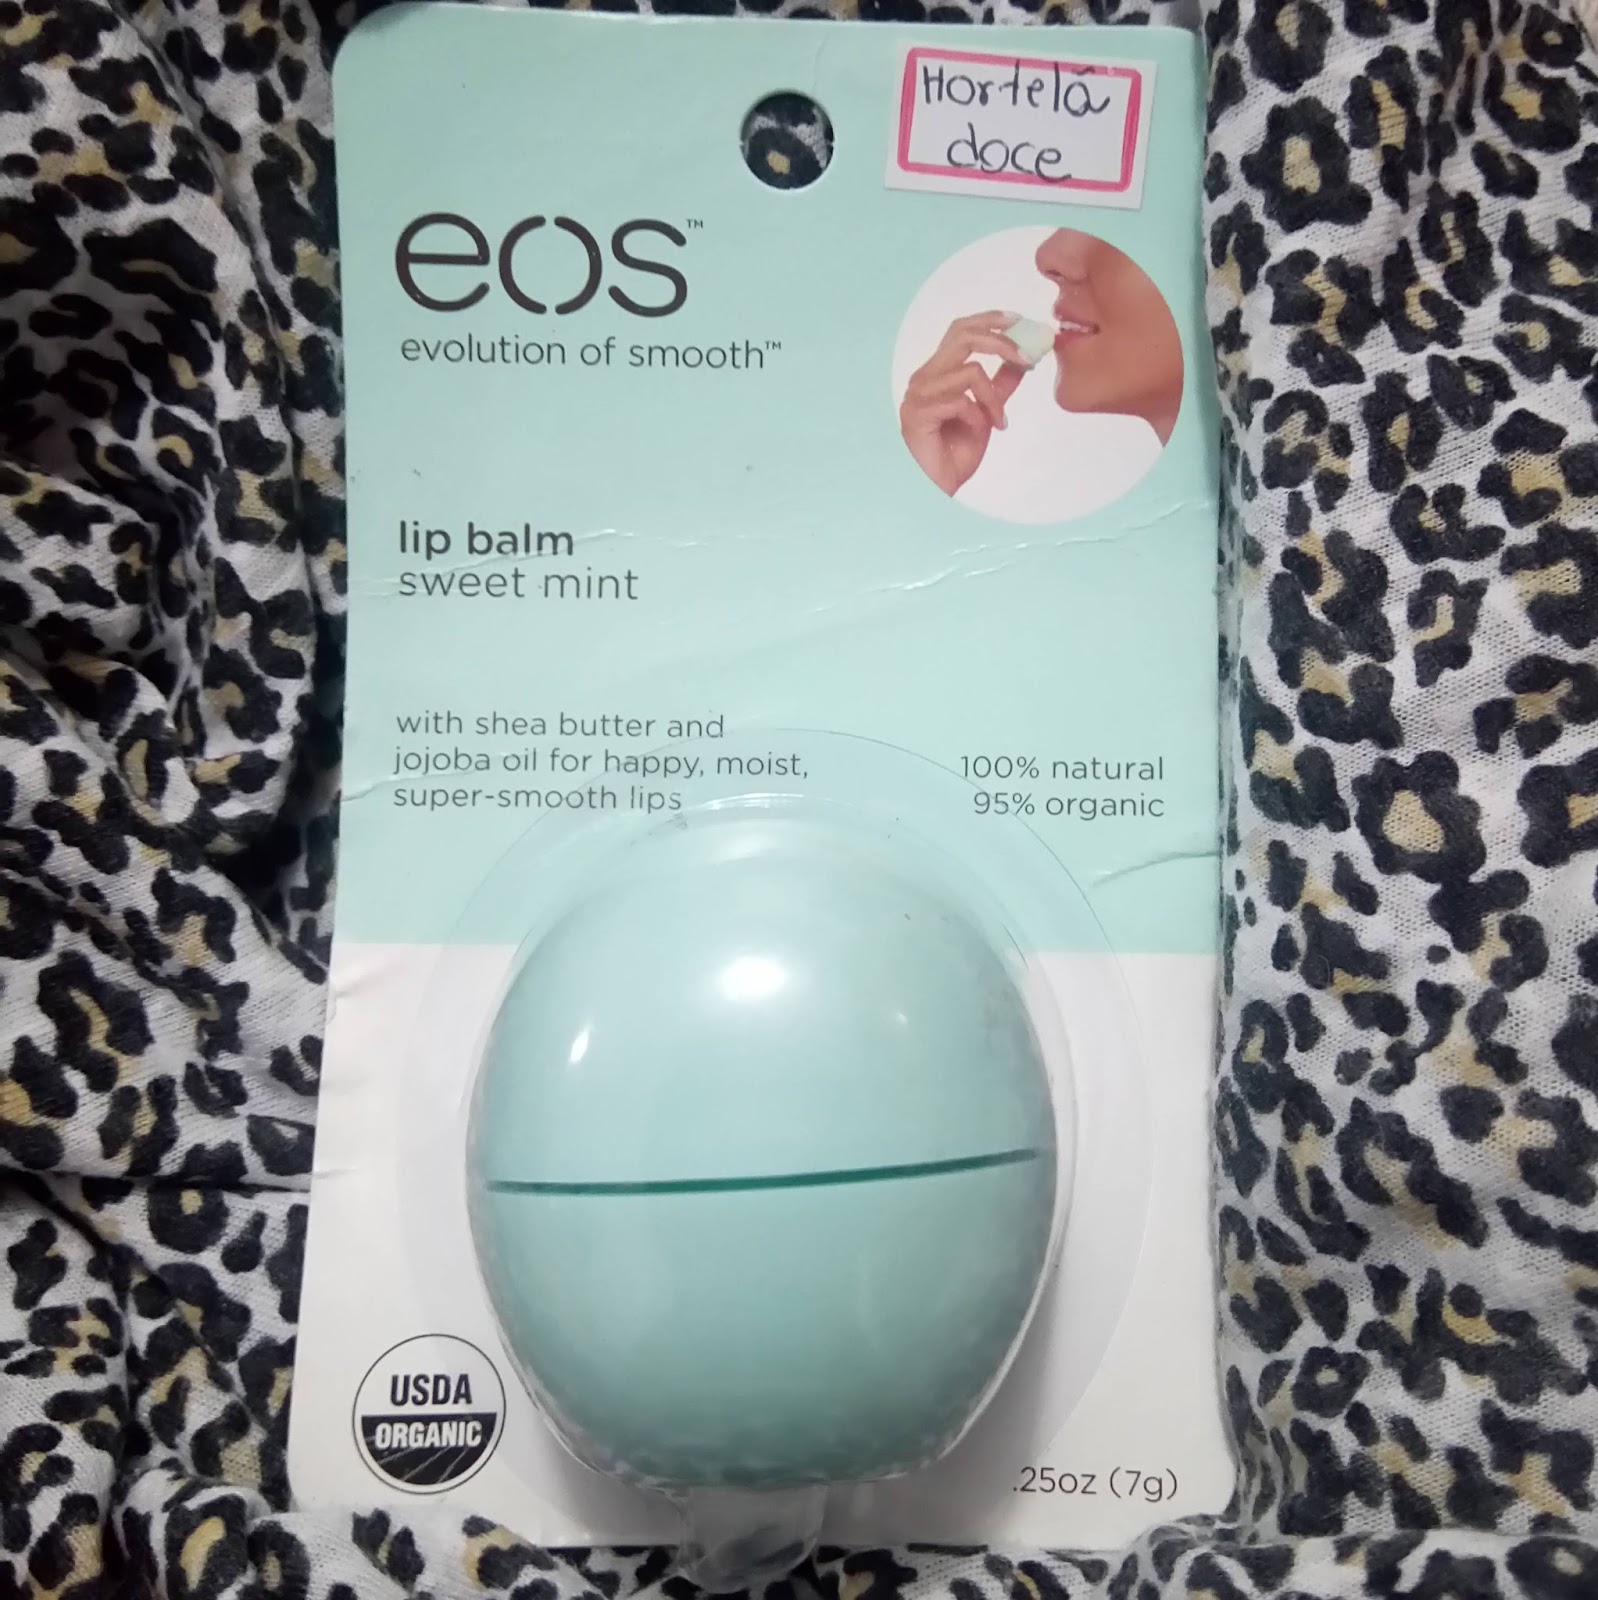 Hortelã
doce
eos™
evolution of smooth™
lip balm
sweet mint
with shea butter and
jojoba oil for happy, moist,
super-smooth lips
100% natural
95% organic
USDA
ORGANIC
.25oz (7g)